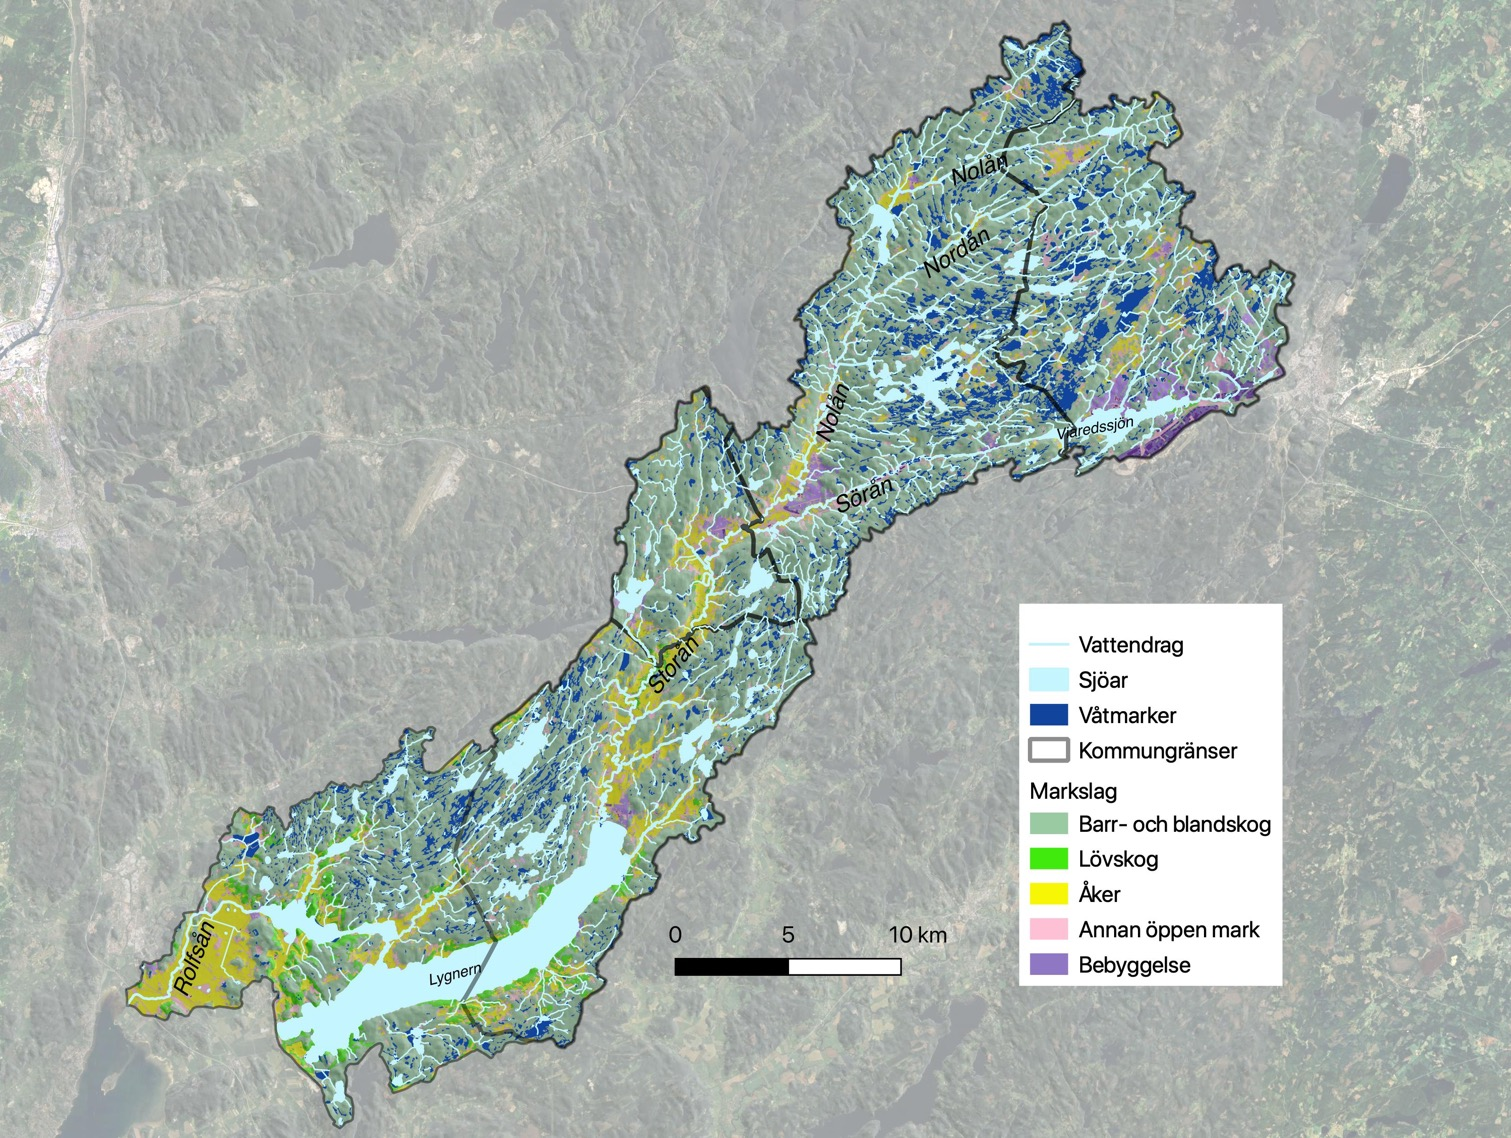 Nolån
Nordån
Nolån
Viaredssjön
Sörån
Storån
Rolfsån
Lygnern
Vattendrag
Sjöar
Våtmarker
Kommungränser
Markslag
Barr- och blandskog
Lövskog
Åker
Annan öppen mark
Bebyggelse
0 5 10 km